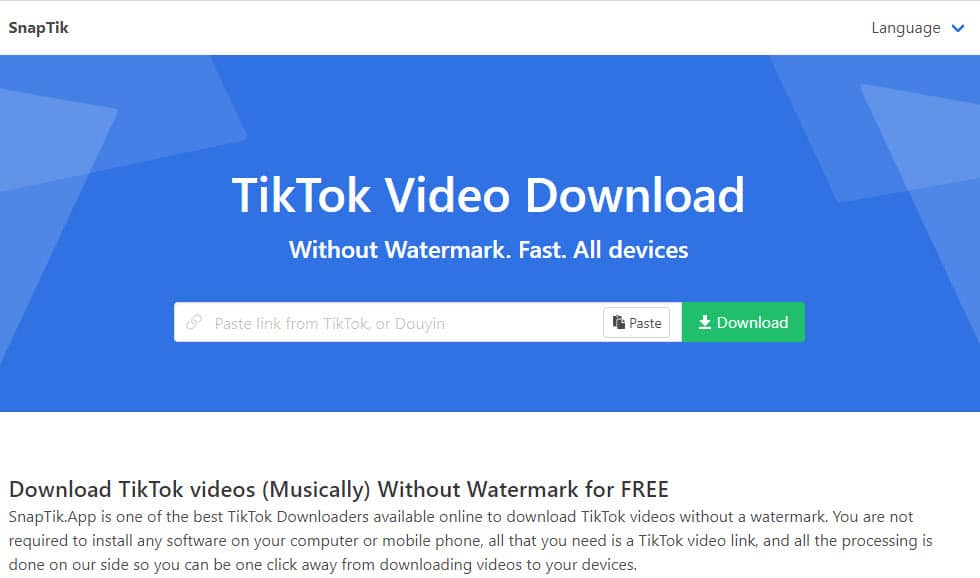 SnapTik
Language
TikTok Video Download
Without Watermark. Fast. All devices
Paste link from TikTok, or Douyin
Paste
Download
Download TikTok videos (Musically) Without Watermark for FREE
SnapTik.App is one of the best TikTok Downloaders available online to download TikTok videos without a watermark. You are not
required to install any software on your computer or mobile phone, all that you need is a TikTok video link, and all the processing is
done on our side so you can be one click away from downloading videos to your devices.